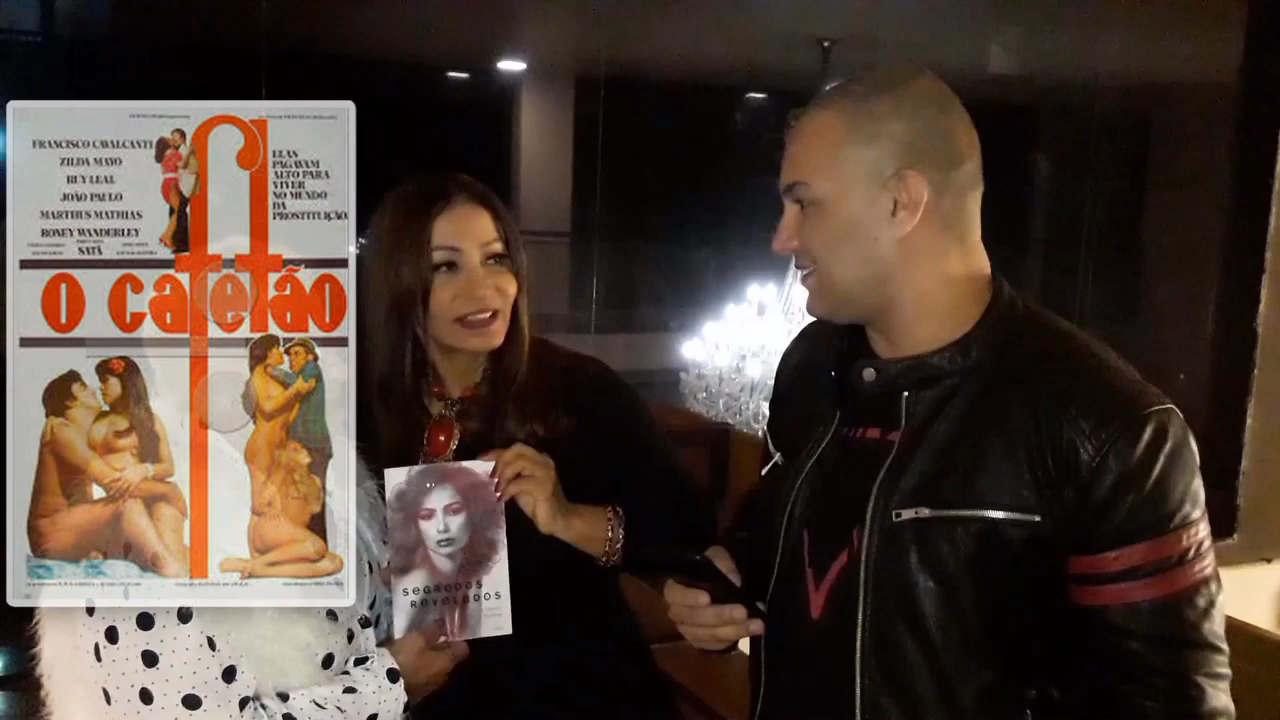 FRANCISCO CAVALCANTI
ZILDA MAYO
RUY LEAL
JOÃO PAULO
MARTHUS MATHIAS
RONEY WANDERLEY
SATÃ
ELAS
PAGAVAM
ALTO PARA
VIVER
NO MUNDO
DA
PROSTITUIÇÃO
O cafetão
segredos
revelados